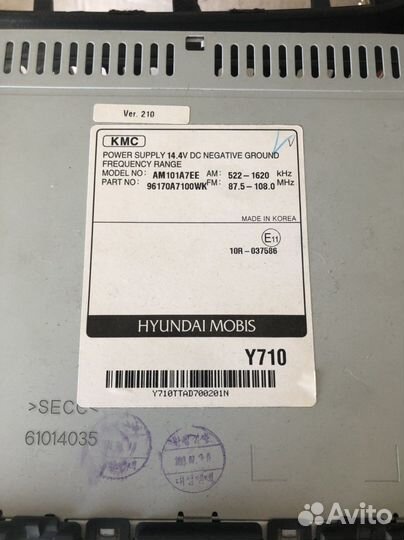 Ver. 210
KMC
POWER SUPPLY 14.4V DC NEGATIVE GROUND
FREQUENCY RANGE
MODEL NO: AM101A7EE AM: 522-1620 kHz
PART NO: 96170A7100WK FM: 87.5-108.0 MHz
MADE IN KOREA
E11
10R-037586
HYUNDAI MOBIS
Y710
Y710TTAD700201N
>SECC<
61014035
Avito